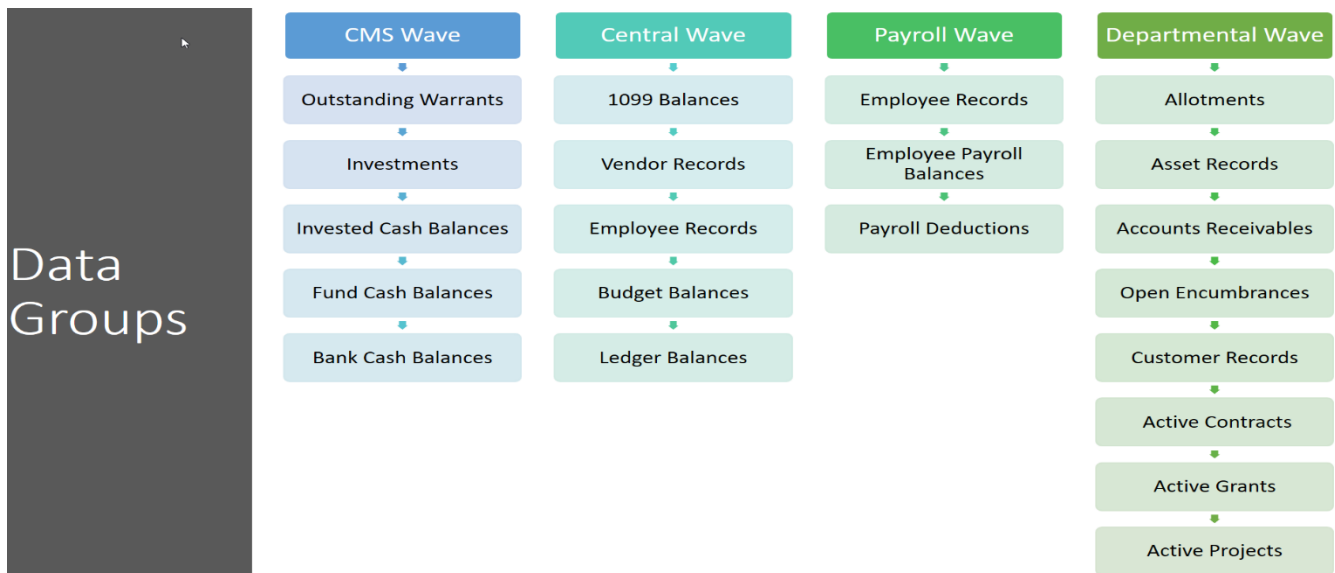 Data
Groups
CMS Wave
Outstanding Warrants
Investments
Invested Cash Balances
Fund Cash Balances
Bank Cash Balances
Central Wave
1099 Balances
Vendor Records
Employee Records
Budget Balances
Ledger Balances
Payroll Wave
Employee Records
Employee Payroll
Balances
Payroll Deductions
Departmental Wave
Allotments
Asset Records
Accounts Receivables
Open Encumbrances
Customer Records
Active Contracts
Active Grants
Active Projects